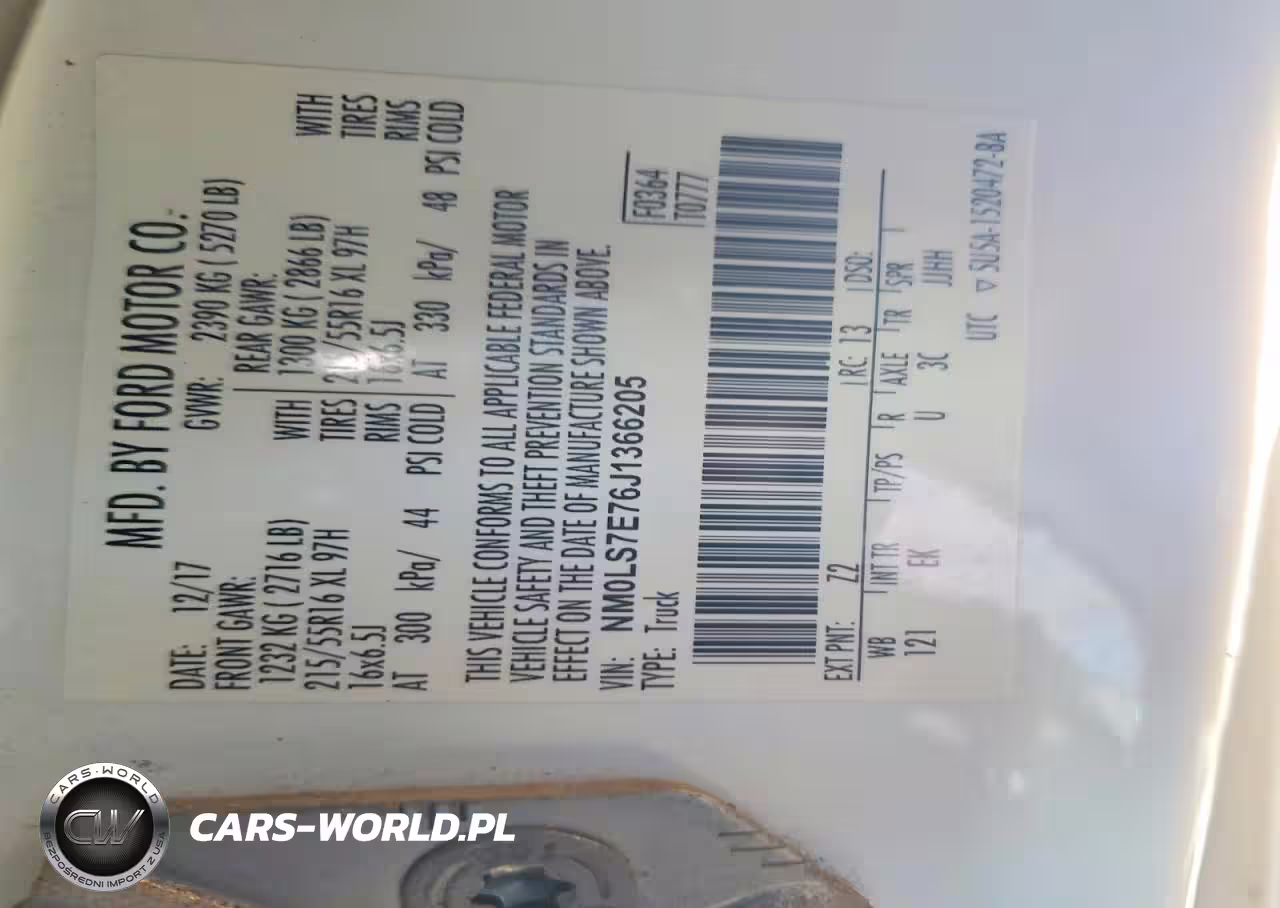 MFD. BY FORD MOTOR CO.
DATE: 12/17 GVWR: 2390 KG ( 5270 LB)
FRONT GAWR: REAR GAWR:
1232 KG ( 2716 LB) WITH 1300 KG ( 2866 LB) WITH
215/55R16 XL 97H TIRES 215/55R16 XL 97H TIRES
16x6.5J RIMS 16x6.5J RIMS
AT 300 kPa/ 44 PSI COLD AT 330 kPa/ 48 PSI COLD
THIS VEHICLE CONFORMS TO ALL APPLICABLE FEDERAL MOTOR
VEHICLE SAFETY AND THEFT PREVENTION STANDARDS IN
EFFECT ON THE DATE OF MANUFACTURE SHOWN ABOVE.
VIN: NM0LS7E76J1366205
TYPE: Truck
F0364
T0777
EXT PNT: Z2 RC: 13 DSO:
WB INT TR TP/PS R AXLE TR SPR
121 EK U 3C JJHH
UTC ▽ 5U5A-1520472-BA
CARS-WORLD
CW
BEZPOŚREDNI IMPORT Z USA
CARS-WORLD.PL